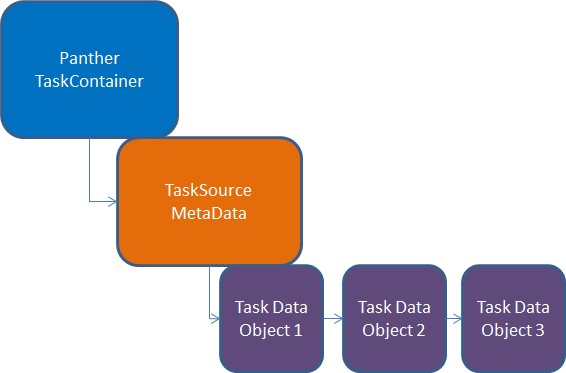 Panther
TaskContainer
TaskSource
MetaData
Task Data
Object 1
Task Data
Object 2
Task Data
Object 3